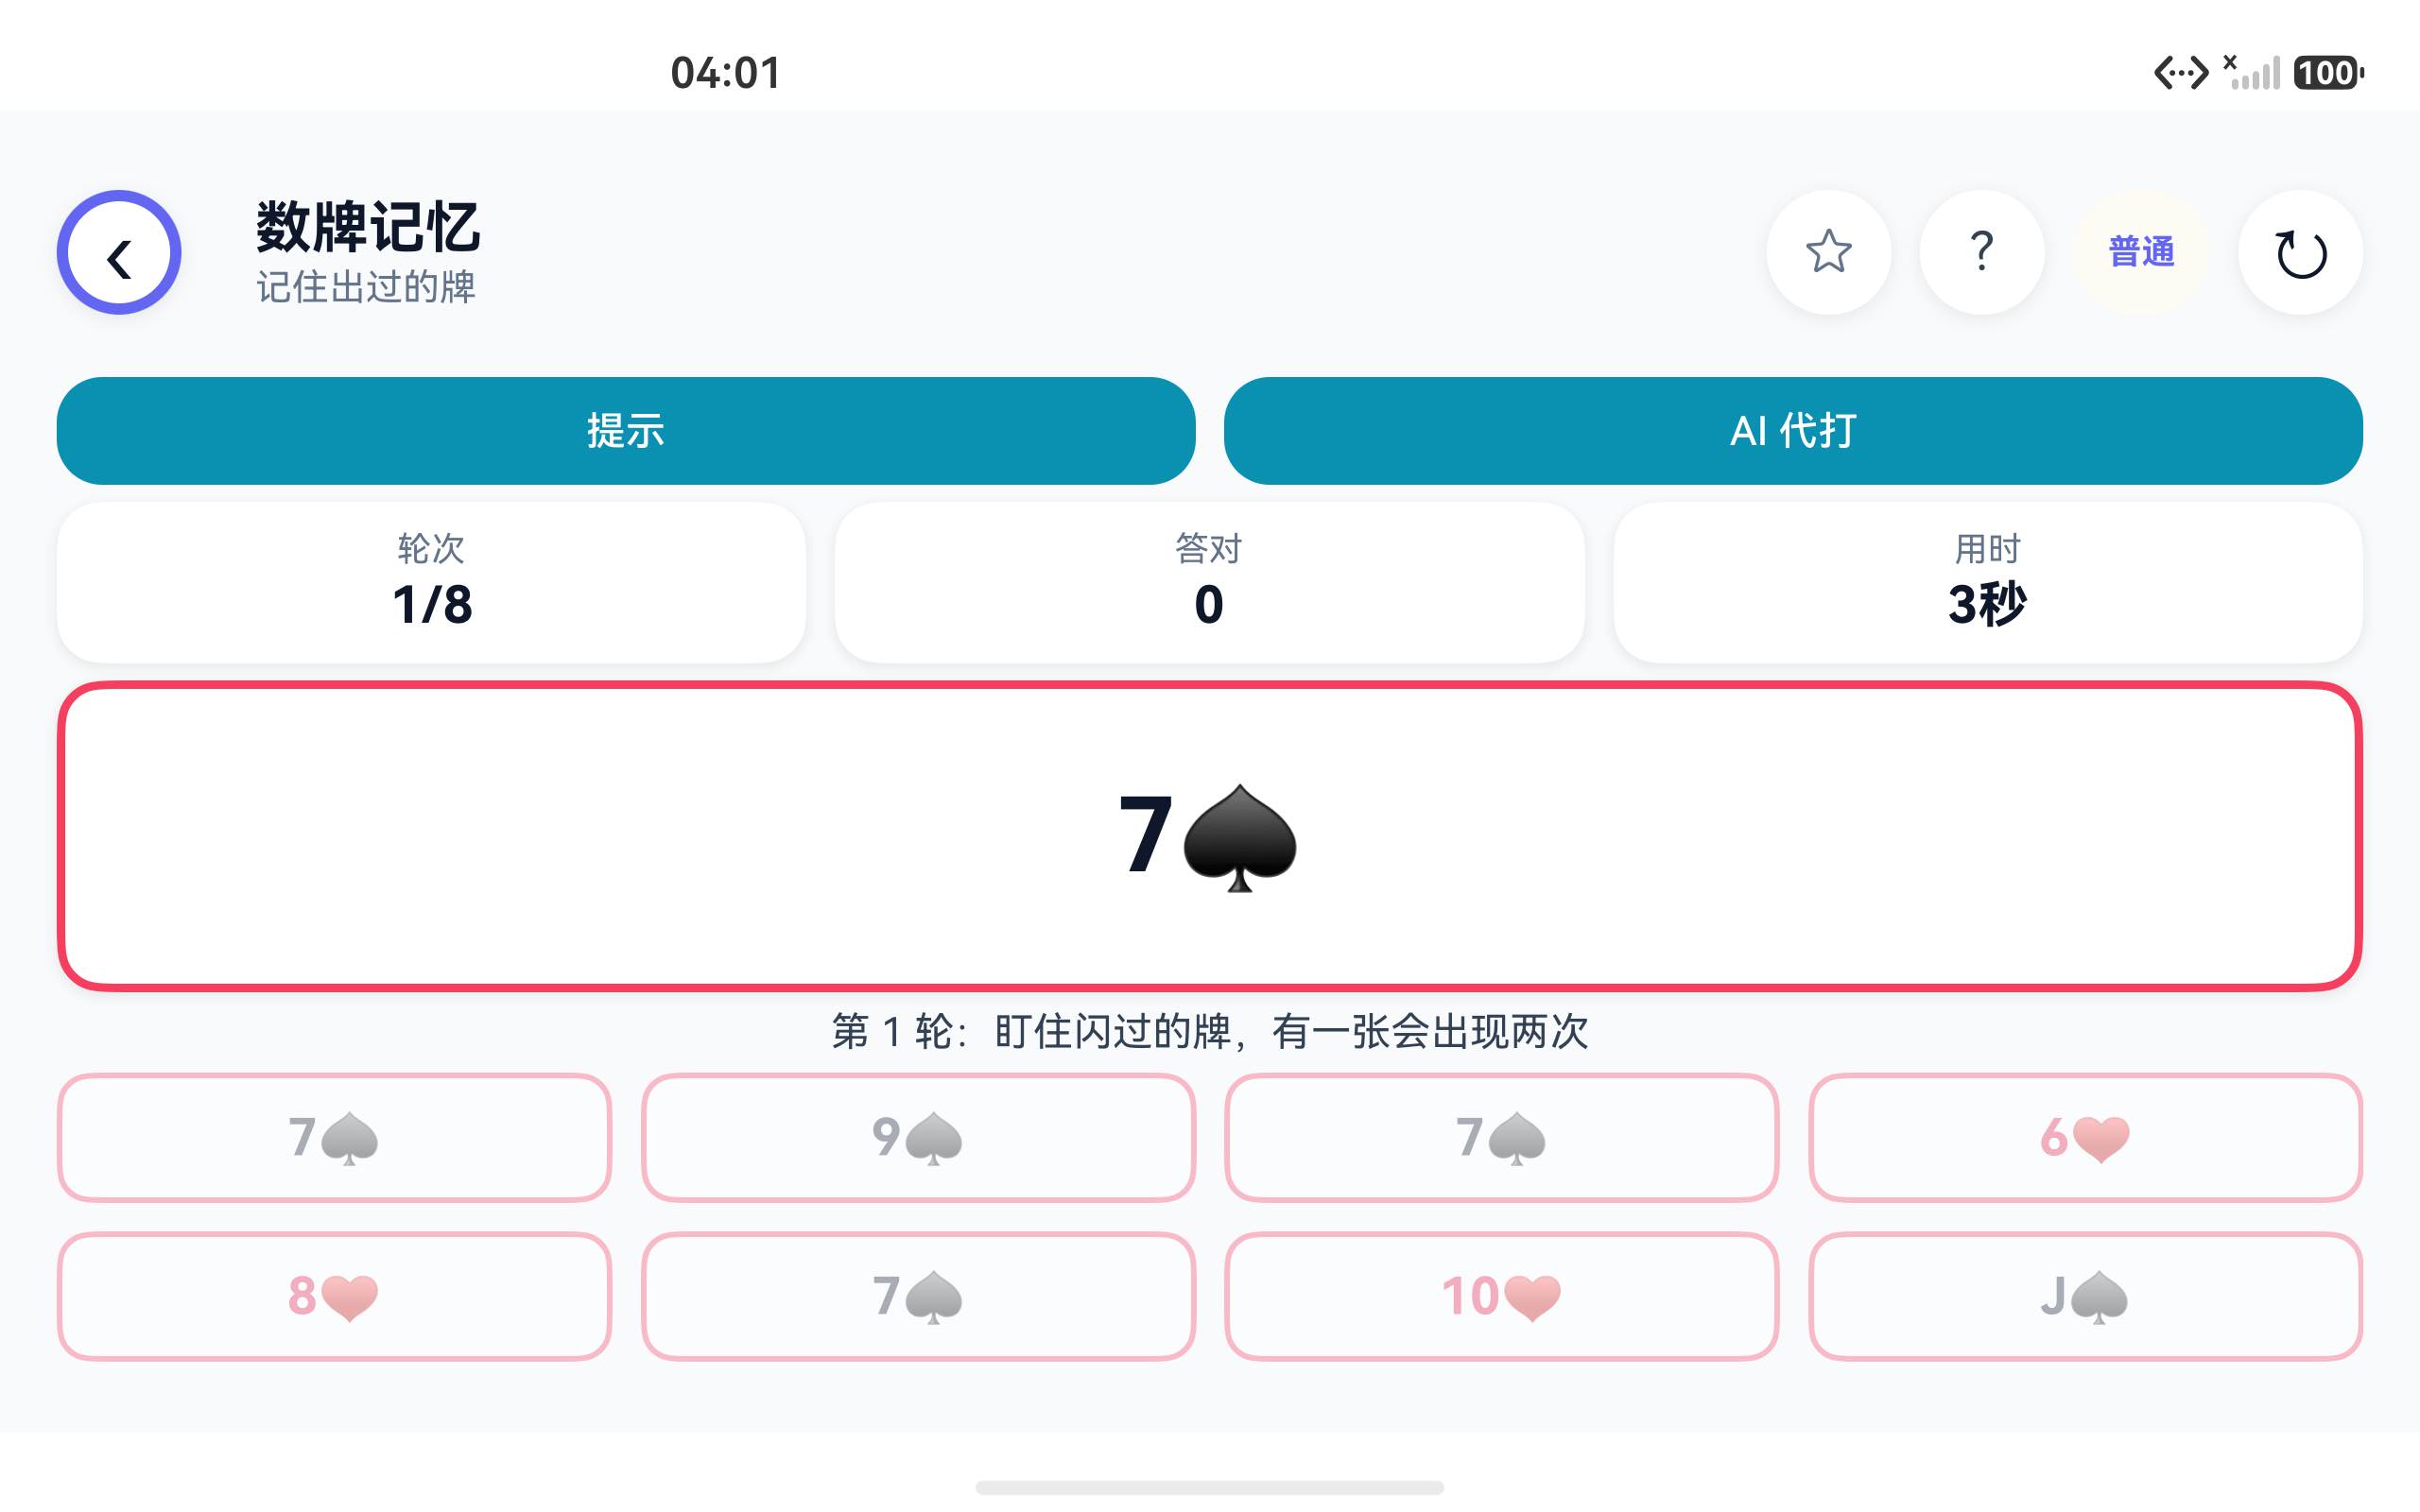 04:01
100
数牌记忆
记住出过的牌
?
普通
提示
AI 代打
轮次
1/8
答对
0
用时
3秒
7♠
第 1 轮：盯住闪过的牌，有一张会出现两次
7♠ 9♠ 7♠ 6♥
8♥ 7♠ 10♥ J♠